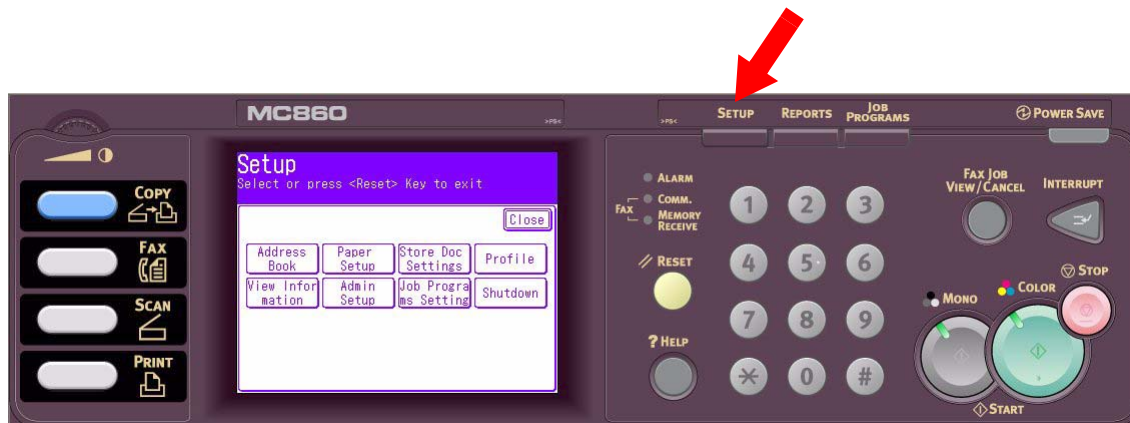 MC860
>PS<
>PS<
SETUP
REPORTS
JOB
PROGRAMS
POWER SAVE
COPY
FAX
SCAN
PRINT
Setup
Select or press <Reset> Key to exit
Close
Address
Book
Paper
Setup
Store Doc
Settings
Profile
View Infor
mation
Admin
Setup
Job Progra
ms Setting
Shutdown
ALARM
FAX
COMM.
MEMORY
RECEIVE
RESET
? HELP
1
2
3
4
5
6
7
8
9
0
#
FAX JOB
VIEW/CANCEL
INTERRUPT
STOP
MONO
COLOR
START